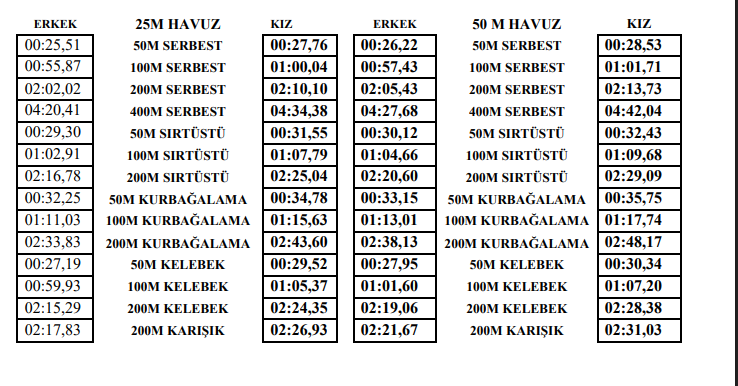 ERKEK 25M HAVUZ KIZ ERKEK 50 M HAVUZ KIZ
00:25,51 50M SERBEST 00:27,76 00:26,22 50M SERBEST 00:28,53
00:55,87 100M SERBEST 01:00,04 00:57,43 100M SERBEST 01:01,71
02:02,02 200M SERBEST 02:10,10 02:05,43 200M SERBEST 02:13,73
04:20,41 400M SERBEST 04:34,38 04:27,68 400M SERBEST 04:42,04
00:29,30 50M SIRTÜSTÜ 00:31,55 00:30,12 50M SIRTÜSTÜ 00:32,43
01:02,91 100M SIRTÜSTÜ 01:07,79 01:04,66 100M SIRTÜSTÜ 01:09,68
02:16,78 200M SIRTÜSTÜ 02:25,04 02:20,60 200M SIRTÜSTÜ 02:29,09
00:32,25 50M KURBAĞALAMA 00:34,78 00:33,15 50M KURBAĞALAMA 00:35,75
01:11,03 100M KURBAĞALAMA 01:15,63 01:13,01 100M KURBAĞALAMA 01:17,74
02:33,83 200M KURBAĞALAMA 02:43,60 02:38,13 200M KURBAĞALAMA 02:48,17
00:27,19 50M KELEBEK 00:29,52 00:27,95 50M KELEBEK 00:30,34
00:59,93 100M KELEBEK 01:05,37 01:01,60 100M KELEBEK 01:07,20
02:15,29 200M KELEBEK 02:24,35 02:19,06 200M KELEBEK 02:28,38
02:17,83 200M KARIŞIK 02:26,93 02:21,67 200M KARIŞIK 02:31,03